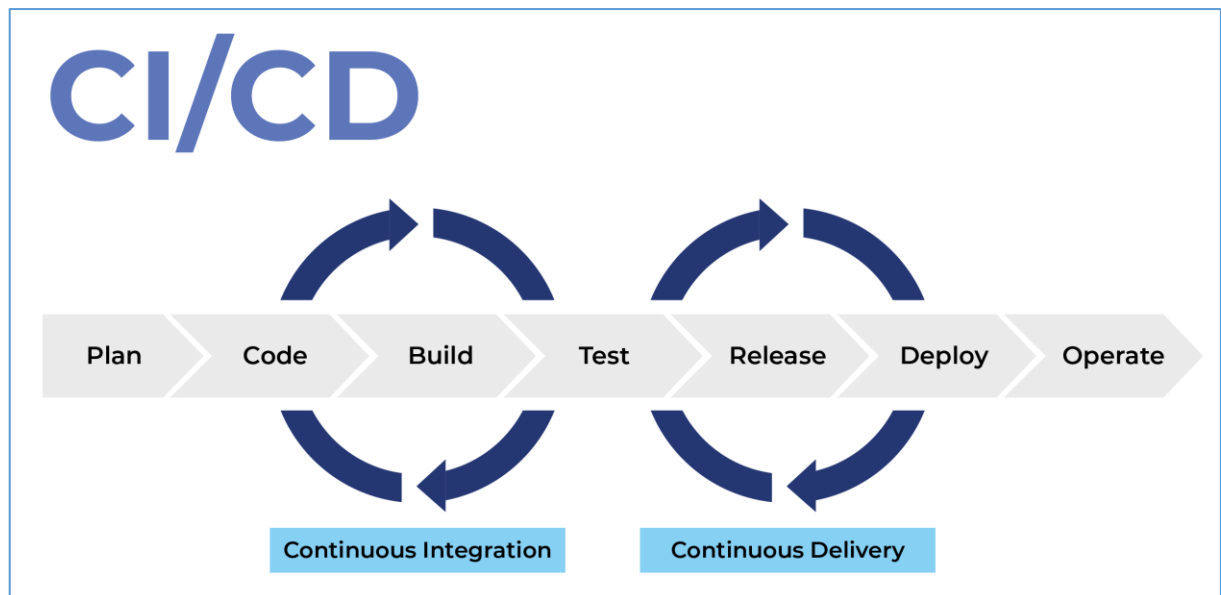 CI/CD
Plan Code Build Test Release Deploy Operate
Continuous Integration Continuous Delivery